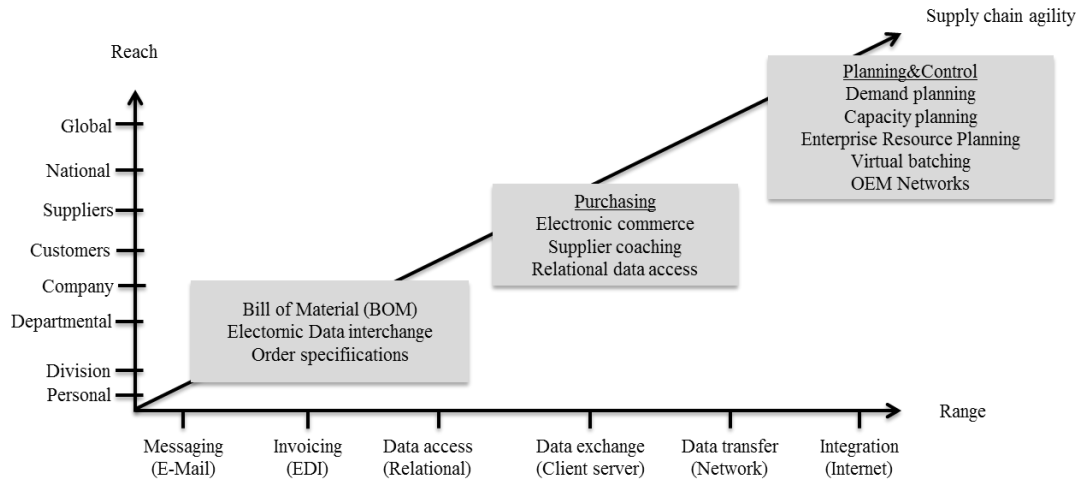 Supply chain agility
Reach
Planning&Control
Demand planning
Capacity planning
Enterprise Resource Planning
Virtual batching
OEM Networks
Global
National
Suppliers
Customers
Company
Departmental
Division
Personal
Purchasing
Electronic commerce
Supplier coaching
Relational data access
Bill of Material (BOM)
Electornic Data interchange
Order specifiications
Range
Messaging
(E-Mail)
Invoicing
(EDI)
Data access
(Relational)
Data exchange
(Client server)
Data transfer
(Network)
Integration
(Internet)